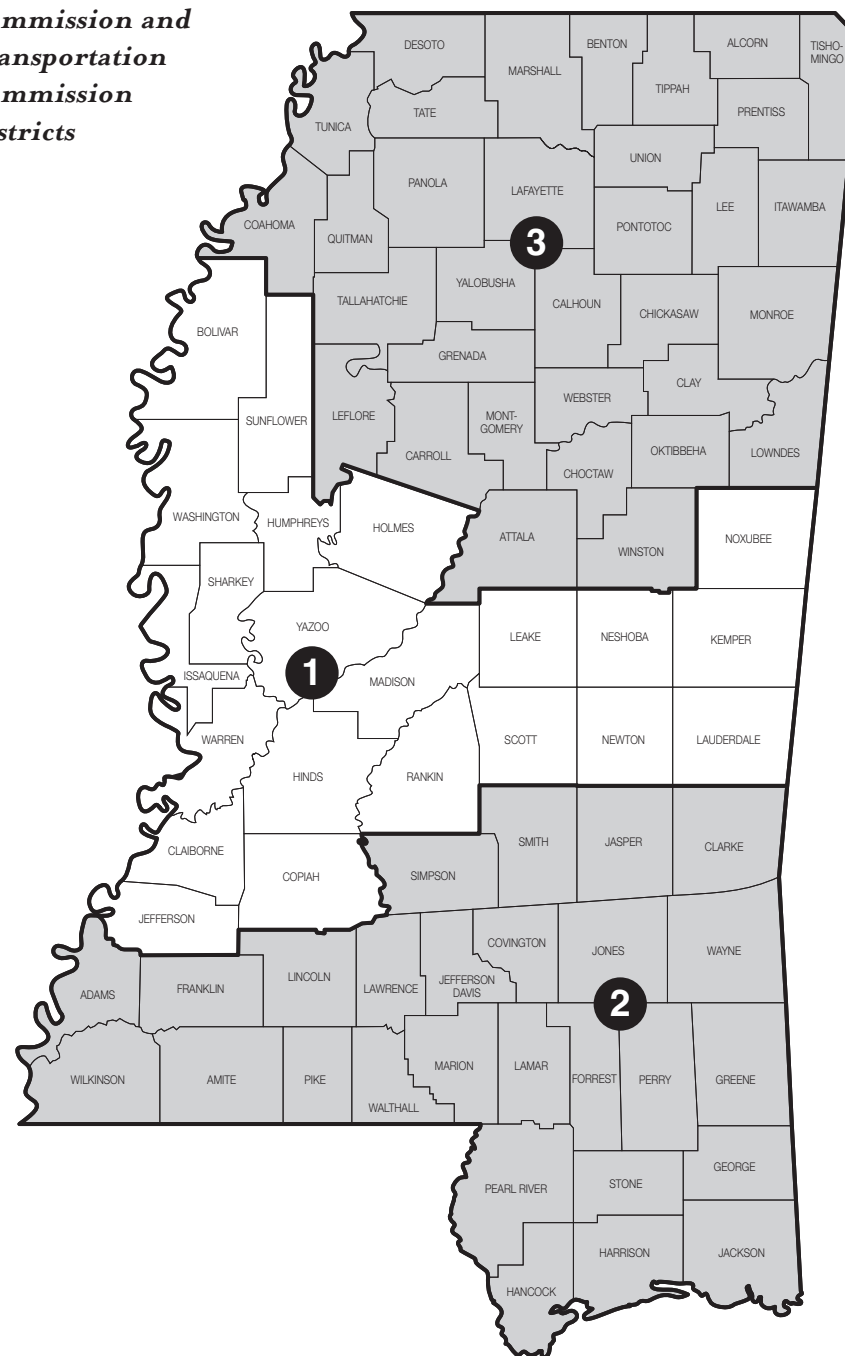 mmission and
ansportation
mmission
stricts
DESOTO
BENTON
ALCORN
TISHO-
MINGO
MARSHALL
TIPPAH
TATE
PRENTISS
TUNICA
UNION
PANOLA
LAFAYETTE
LEE
ITAWAMBA
COAHOMA
QUITMAN
PONTOTOC
3
YALOBUSHA
TALLAHATCHIE
CALHOUN
CHICKASAW
MONROE
BOLIVAR
GRENADA
CLAY
WEBSTER
SUNFLOWER
LEFLORE
MONT-
GOMERY
CARROLL
OKTIBBEHA
LOWNDES
CHOCTAW
WASHINGTON
HUMPHREYS
HOLMES
ATTALA
NOXUBEE
WINSTON
SHARKEY
YAZOO
LEAKE
NESHOBA
KEMPER
1
ISSAQUENA
MADISON
WARREN
SCOTT
NEWTON
LAUDERDALE
HINDS
RANKIN
SMITH
JASPER
CLARKE
CLAIBORNE
COPIAH
SIMPSON
JEFFERSON
COVINGTON
JONES
WAYNE
LINCOLN
JEFFERSON
DAVIS
ADAMS
FRANKLIN
LAWRENCE
2
MARION
LAMAR
WILKINSON
AMITE
PIKE
FORREST
PERRY
GREENE
WALTHALL
GEORGE
PEARL RIVER
STONE
HARRISON
JACKSON
HANCOCK